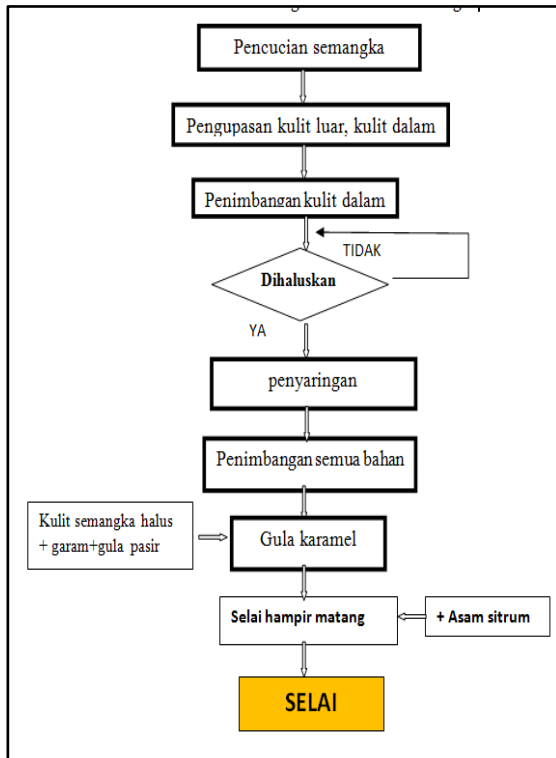 Pencucian semangka
Pengupasan kulit luar, kulit dalam
Penimbangan kulit dalam
TIDAK
Dihaluskan
YA
penyaringan
Penimbangan semua bahan
Kulit semangka halus
+ garam+gula pasir
Gula karamel
Selai hampir matang
+ Asam sitrum
SELAI